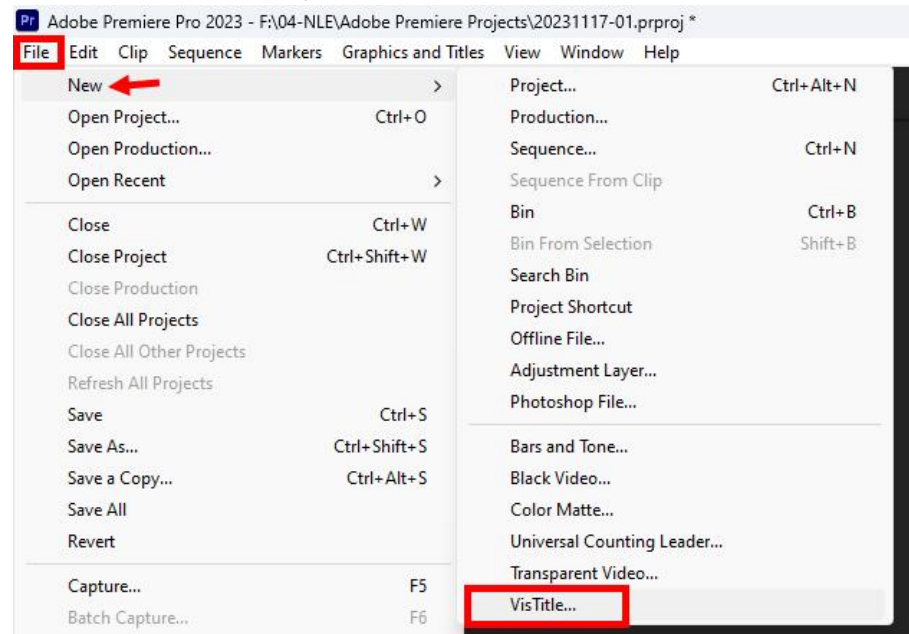 Pr Adobe Premiere Pro 2023 - F:\04-NLE\Adobe Premiere Projects\20231117-01.prproj *
File Edit Clip Sequence Markers Graphics and Titles View Window Help
New >
Open Project... Ctrl+O
Open Production...
Open Recent >
Close Ctrl+W
Close Project Ctrl+Shift+W
Close Production
Close All Projects
Close All Other Projects
Refresh All Projects
Save Ctrl+S
Save As... Ctrl+Shift+S
Save a Copy... Ctrl+Alt+S
Save All
Revert
Capture... F5
Batch Capture... F6
Project... Ctrl+Alt+N
Production...
Sequence... Ctrl+N
Sequence From Clip
Bin Ctrl+B
Bin From Selection Shift+B
Search Bin
Project Shortcut
Offline File...
Adjustment Layer...
Photoshop File...
Bars and Tone...
Black Video...
Color Matte...
Universal Counting Leader...
Transparent Video...
VisTitle...